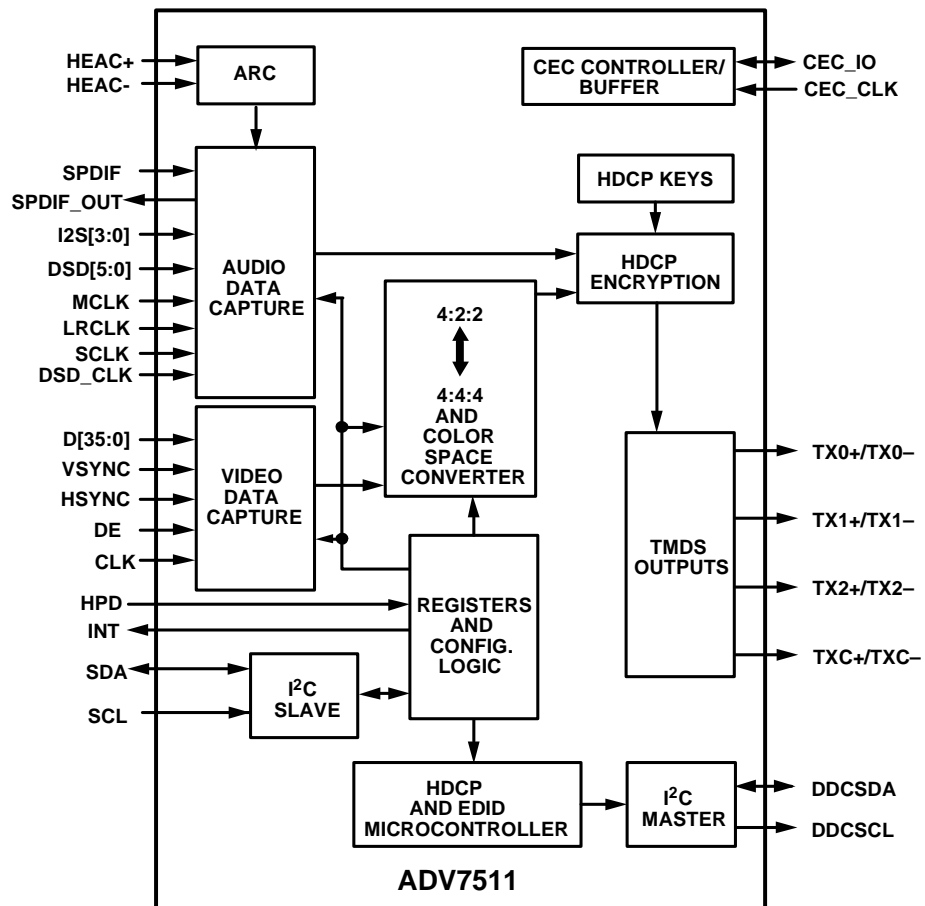 HEAC+
HEAC-
ARC
CEC CONTROLLER/
BUFFER
CEC_IO
CEC_CLK
SPDIF
SPDIF_OUT
I2S[3:0]
DSD[5:0]
MCLK
LRCLK
SCLK
DSD_CLK
AUDIO
DATA
CAPTURE
HDCP KEYS
HDCP
ENCRYPTION
4:2:2
4:4:4
AND
COLOR
SPACE
CONVERTER
D[35:0]
VSYNC
HSYNC
DE
CLK
VIDEO
DATA
CAPTURE
TMDS
OUTPUTS
TX0+/TX0–
TX1+/TX1–
TX2+/TX2–
TXC+/TXC–
HPD
INT
REGISTERS
AND
CONFIG.
LOGIC
SDA
SCL
I²C
SLAVE
HDCP
AND EDID
MICROCONTROLLER
I²C
MASTER
DDCSDA
DDCSCL
ADV7511